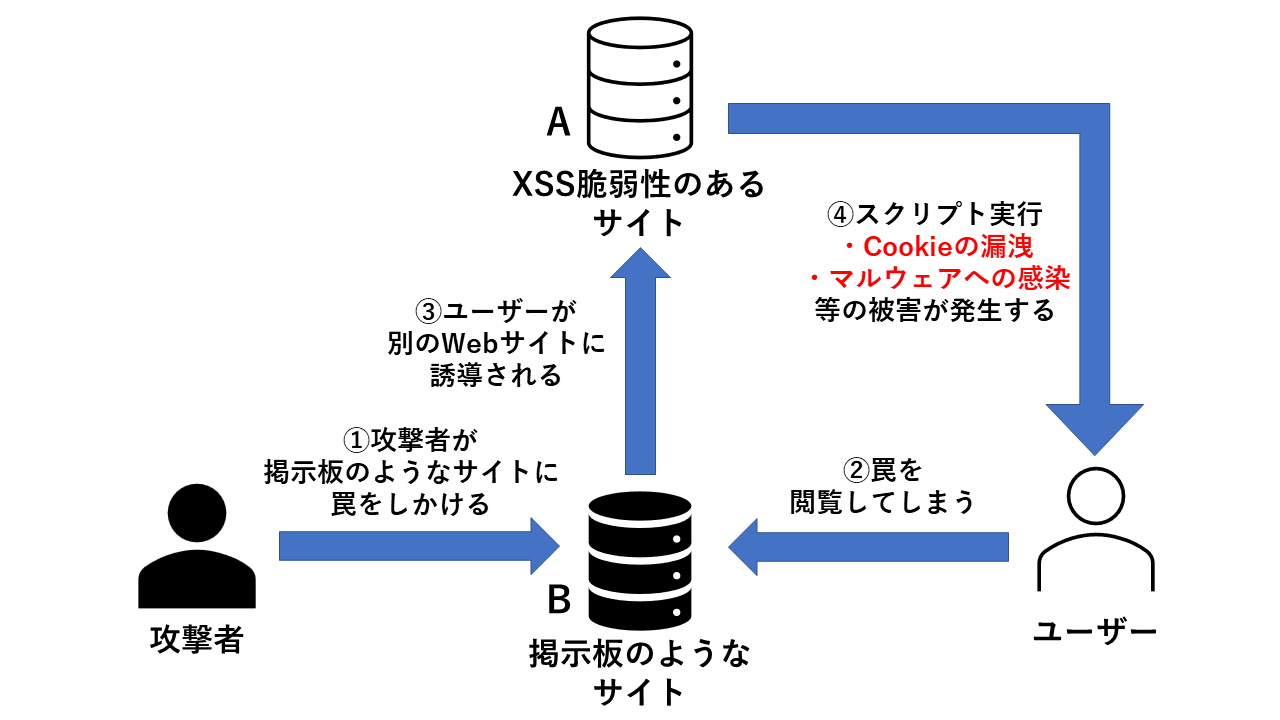 A
XSS脆弱性のある
サイト
④スクリプト実行
・Cookieの漏洩
・マルウェアへの感染
等の被害が発生する
③ユーザーが
別のWebサイトに
誘導される
①攻撃者が
掲示板のようなサイトに
罠をしかける
②罠を
閲覧してしまう
攻撃者
B
掲示板のような
サイト
ユーザー